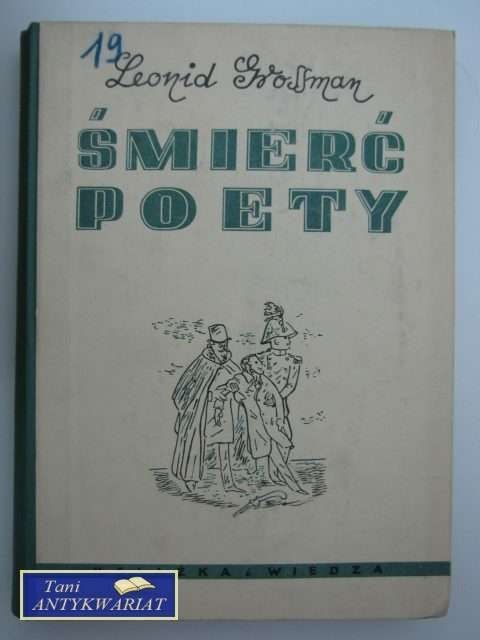 19
Leonid Grossman
ŚMIERĆ
POETY
KSIĄŻKA i WIEDZA
Tani
ANTYKWARIAT